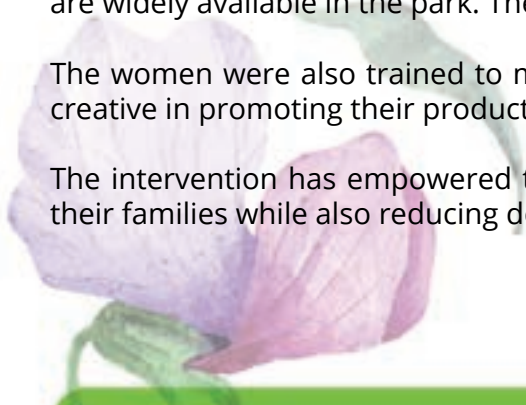 are widely available in the park. The
The women were also trained to
creative in promoting their product
The intervention has empowered
their families while also reducing